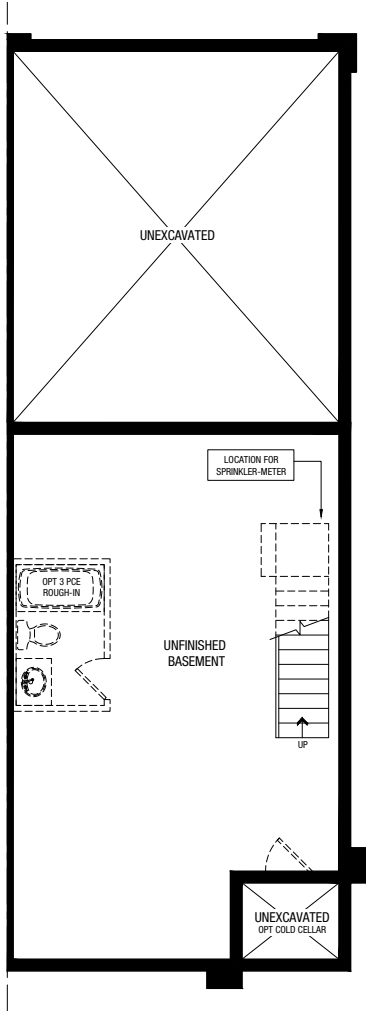 UNEXCAVATED
LOCATION FOR
SPRINKLER-METER
OPT 3 PCE
ROUGH-IN
UNFINISHED
BASEMENT
UP
UNEXCAVATED
OPT COLD CELLAR